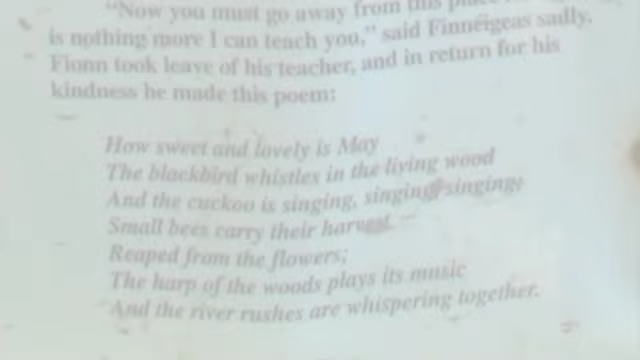 "Now you must go away from this place
is nothing more I can teach you," said Finnéigeas sadly.
Fionn took leave of his teacher, and in return for his
kindness he made this poem:
How sweet and lovely is May
The blackbird whistles in the living wood
And the cuckoo is singing, singing, singing;
Small bees carry their harvest
Reaped from the flowers;
The harp of the woods plays its music
And the river rushes are whispering together.